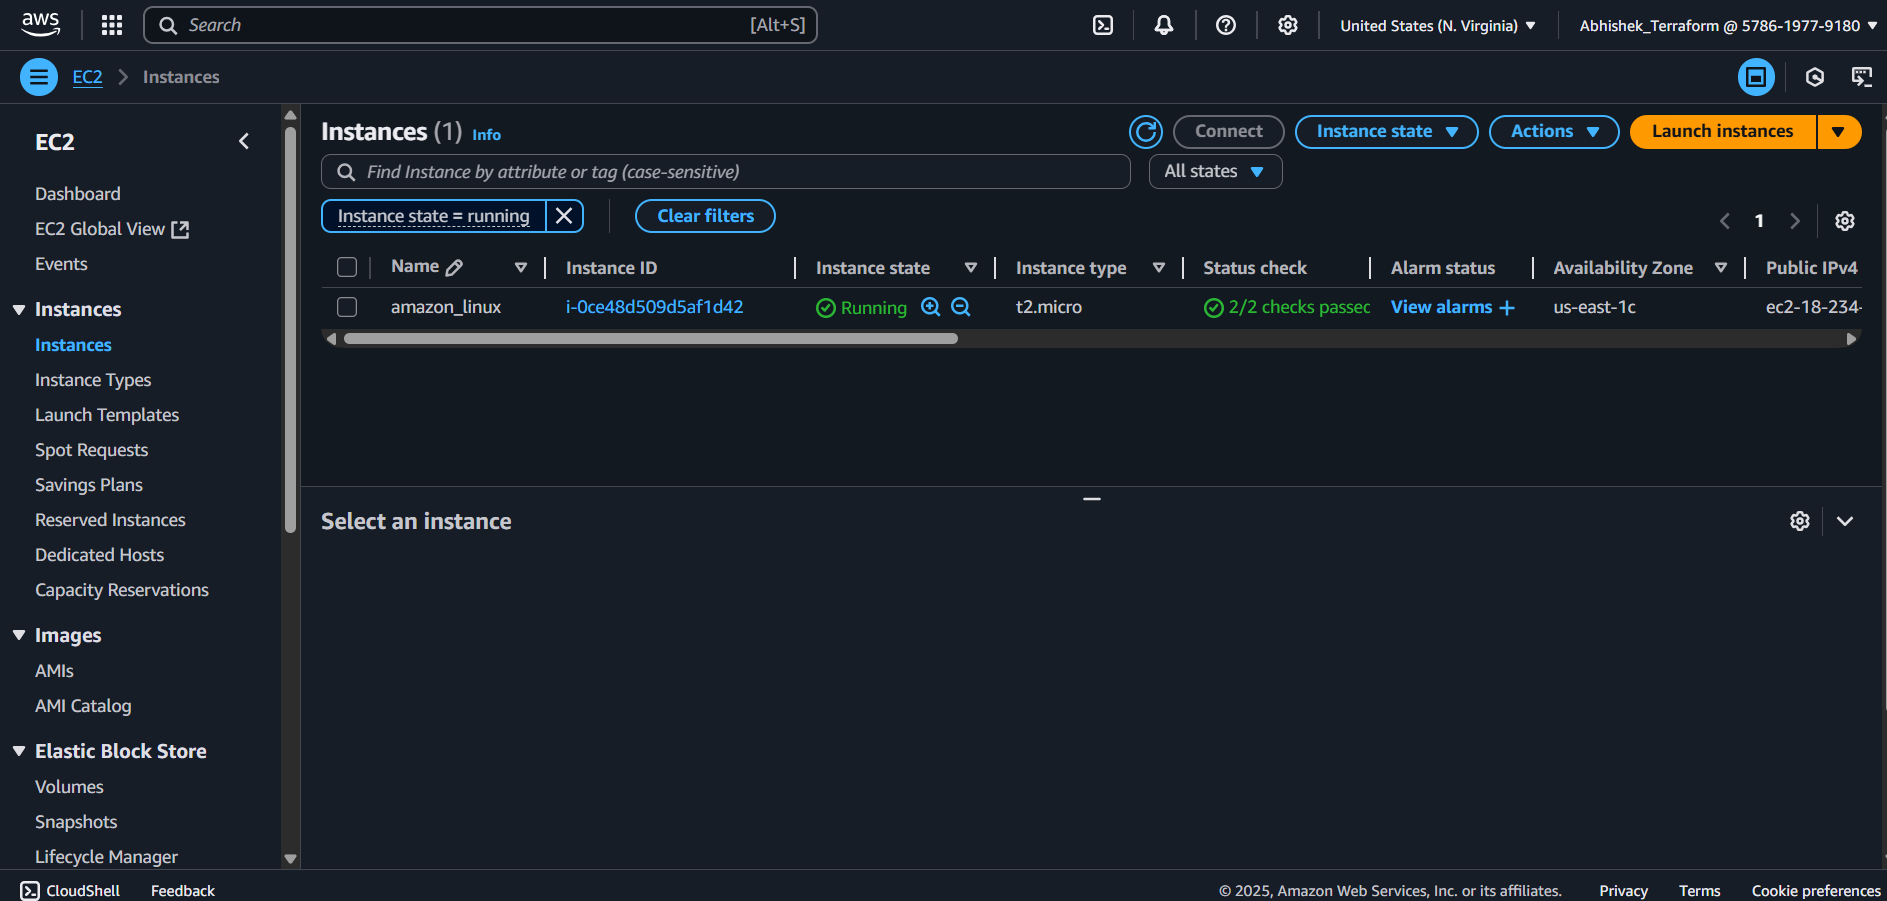 aws
Search [Alt+S]
United States (N. Virginia)
Abhishek_Terraform @ 5786-1977-9180
EC2
Instances
EC2
Dashboard
EC2 Global View
Events
Instances
Instances
Instance Types
Launch Templates
Spot Requests
Savings Plans
Reserved Instances
Dedicated Hosts
Capacity Reservations
Images
AMIs
AMI Catalog
Elastic Block Store
Volumes
Snapshots
Lifecycle Manager
Instances (1) Info
Connect
Instance state
Actions
Launch instances
Find Instance by attribute or tag (case-sensitive)
All states
Instance state = running
Clear filters
1
Name Instance ID Instance state Instance type Status check Alarm status Availability Zone Public IPv4
amazon_linux i-0ce48d509d5af1d42 Running t2.micro 2/2 checks passed View alarms + us-east-1c ec2-18-234-
Select an instance
CloudShell
Feedback
© 2025, Amazon Web Services, Inc. or its affiliates.
Privacy
Terms
Cookie preferences